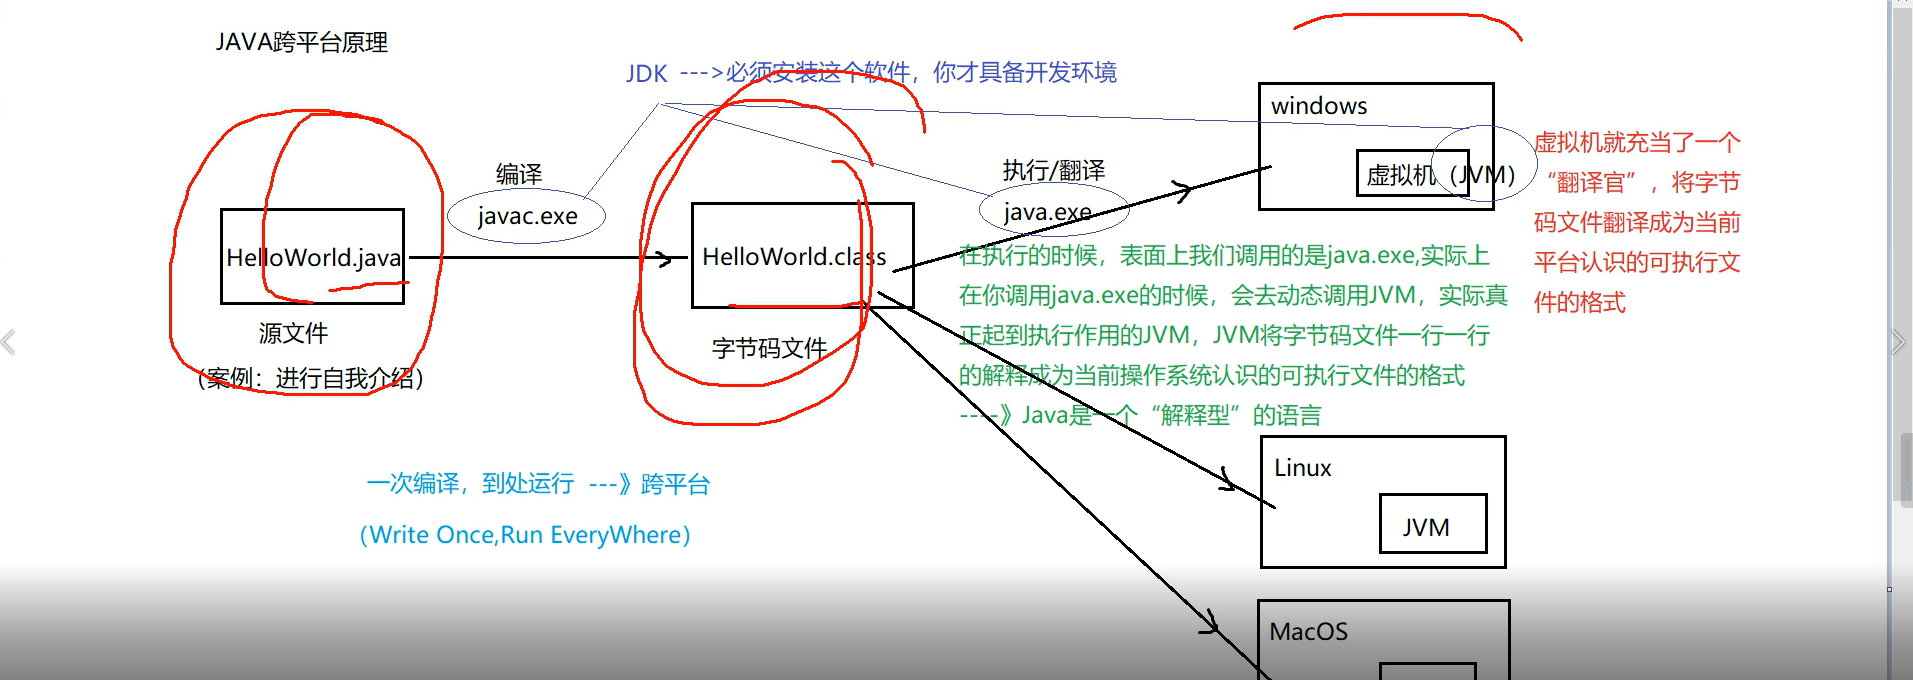 JAVA跨平台原理
JDK --->必须安装这个软件，你才具备开发环境
编译
javac.exe
HelloWorld.java
源文件
（案例：进行自我介绍）
HelloWorld.class
字节码文件
执行/翻译
java.exe
windows
虚拟机（JVM）
虚拟机就充当了一个
“翻译官”，将字节
码文件翻译成为当前
平台认识的可执行文
件的格式
在执行的时候，表面上我们调用的是java.exe,实际上
在你调用java.exe的时候，会去动态调用JVM，实际真
正起到执行作用的JVM，JVM将字节码文件一行一行
的解释成为当前操作系统认识的可执行文件的格式
----》Java是一个“解释型”的语言
一次编译，到处运行 ---》跨平台
（Write Once,Run EveryWhere）
Linux
JVM
MacOS